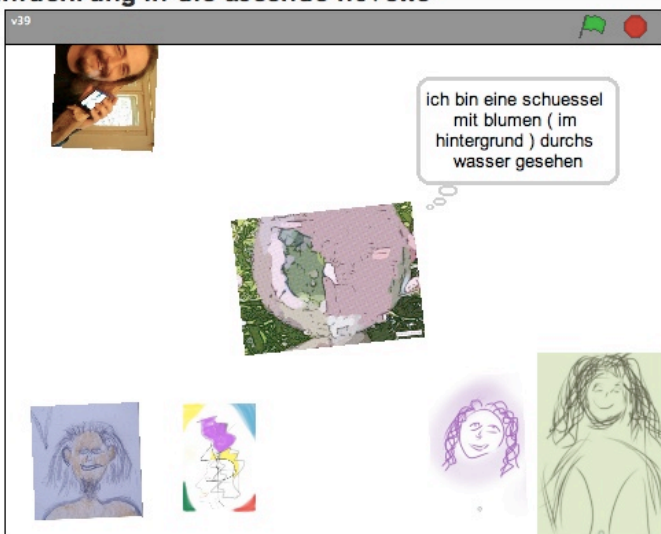 v39
ich bin eine schuessel
mit blumen ( im
hintergrund ) durchs
wasser gesehen